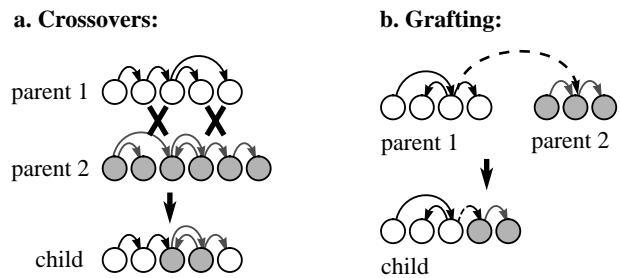 a. Crossovers:
parent 1
parent 2
child
b. Grafting:
parent 1
parent 2
child